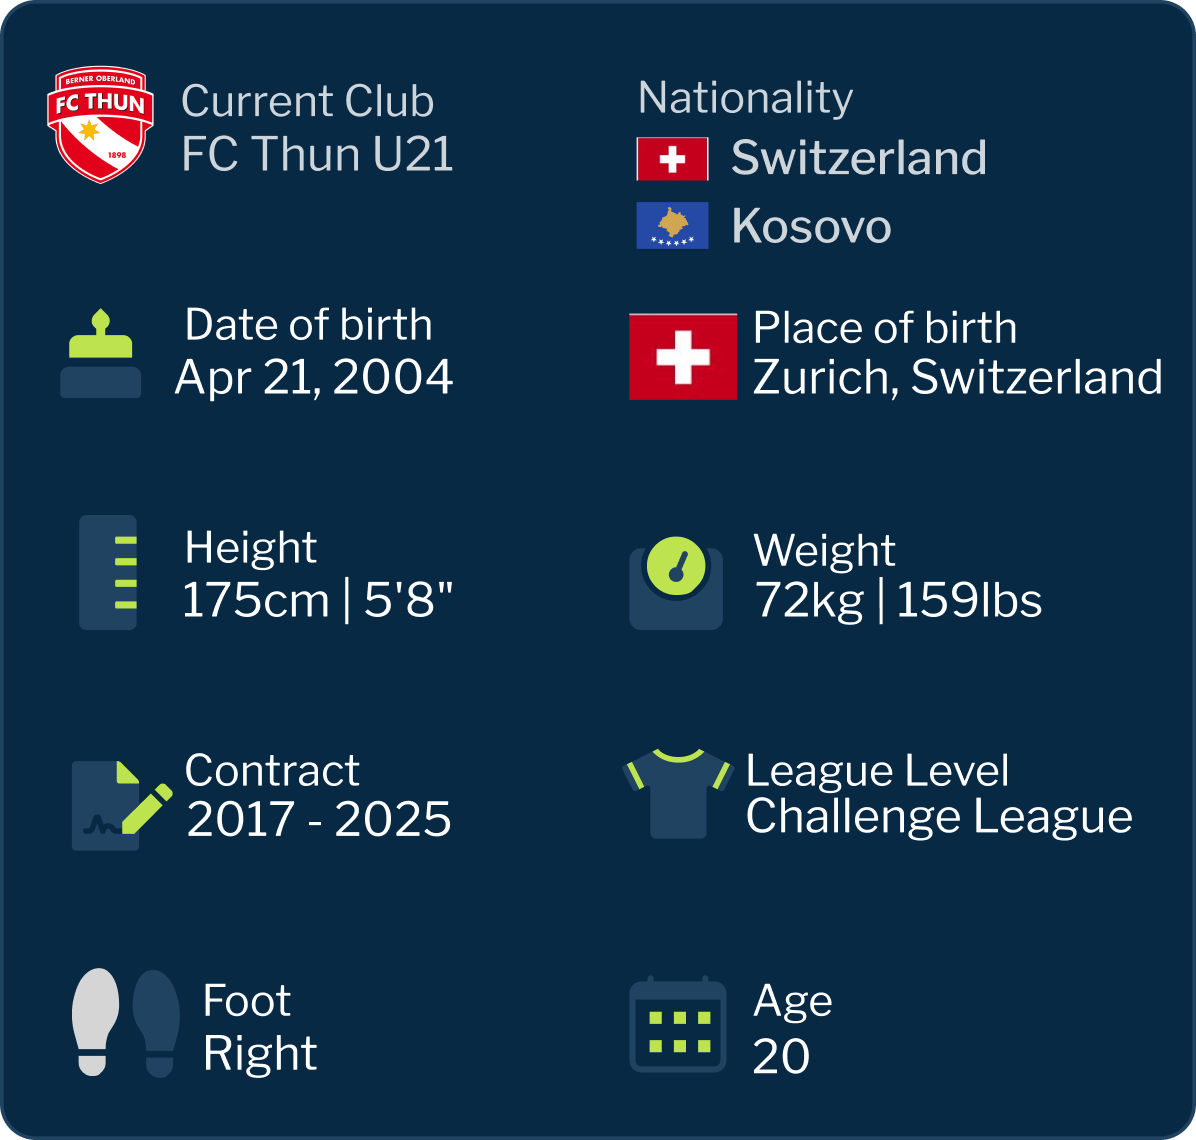 BERNER OBERLAND
FC THUN
1898
Current Club
FC Thun U21
Nationality
Switzerland
Kosovo
Date of birth
Apr 21, 2004
Place of birth
Zurich, Switzerland
Height
175cm | 5'8"
Weight
72kg | 159lbs
Contract
2017 - 2025
League Level
Challenge League
Foot
Right
Age
20